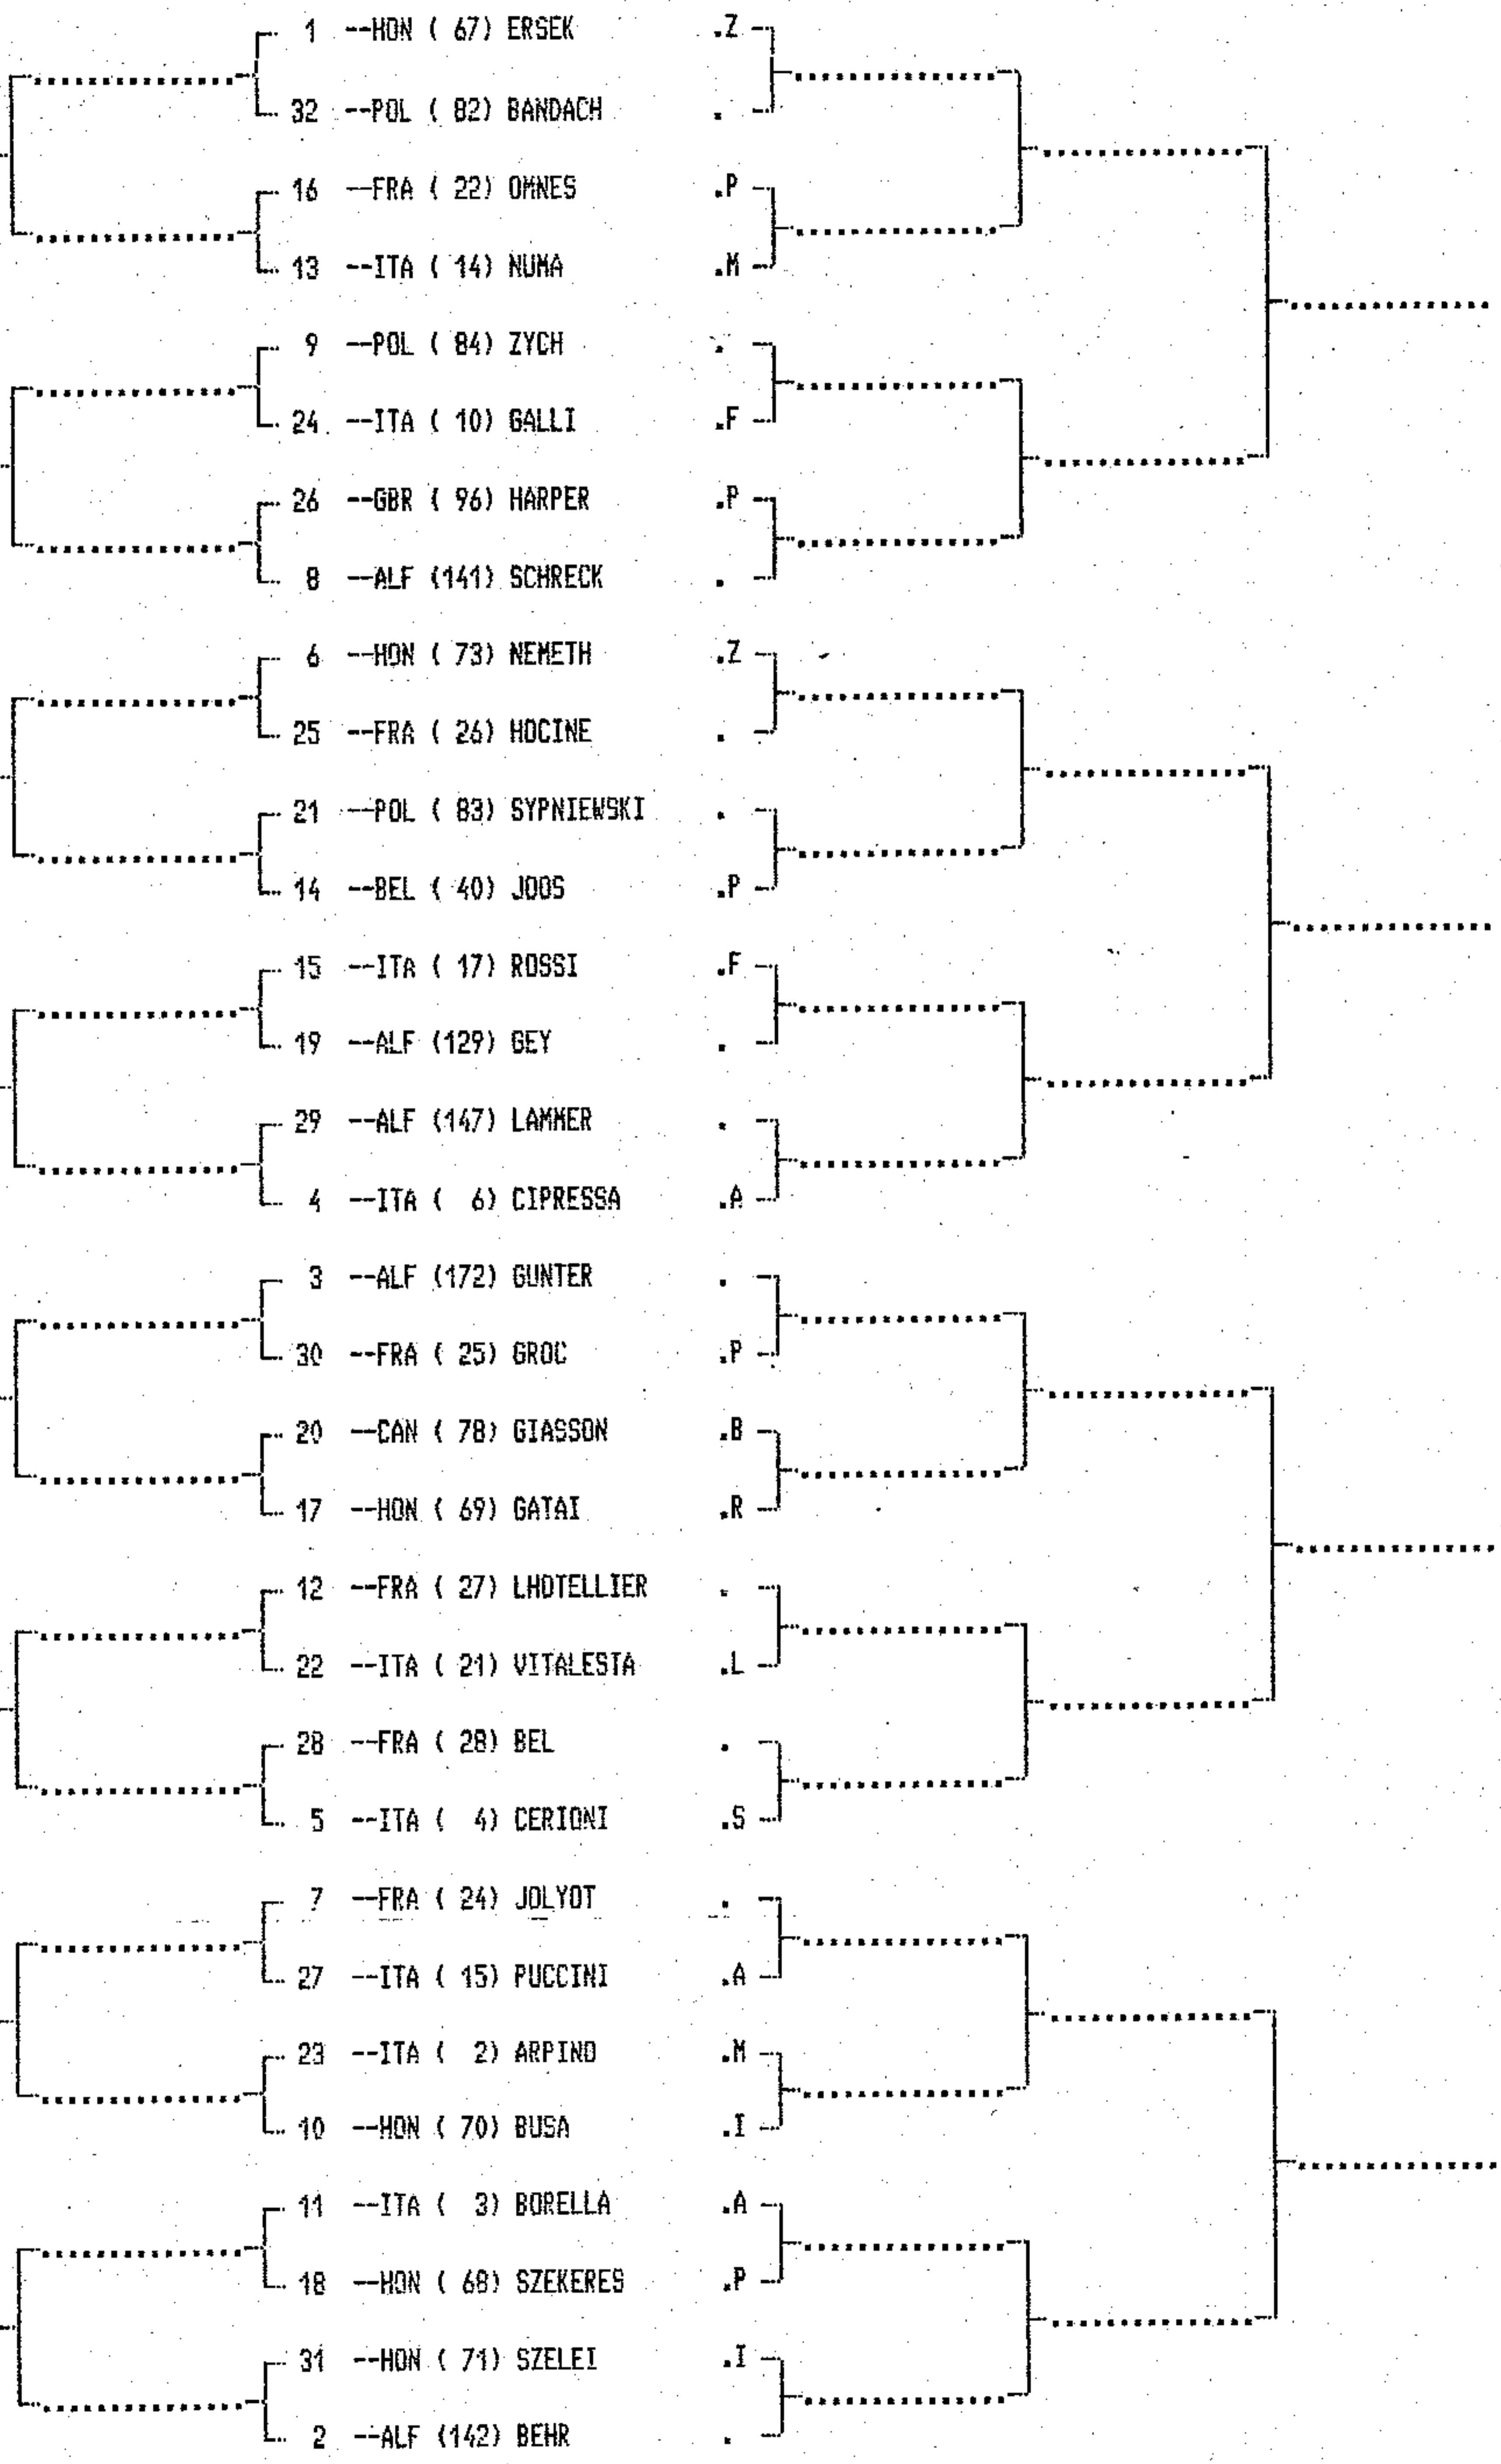 1 --HON ( 67) ERSEK .Z
32 --POL ( 82) BANDACH .
16 --FRA ( 22) OMNES .P
13 --ITA ( 14) NUMA .M
9 --POL ( 84) ZYCH .
24 --ITA ( 10) GALLI .F
26 --GBR ( 96) HARPER .P
8 --ALF (141) SCHRECK .
6 --HON ( 73) NEMETH .Z
25 --FRA ( 26) HOCINE .
21 --POL ( 83) SYPNIEWSKI .
14 --BEL ( 40) JOOS .P
15 --ITA ( 17) ROSSI .F
19 --ALF (129) GEY .
29 --ALF (147) LAMMER .
4 --ITA ( 6) CIPRESSA .A
3 --ALF (172) GUNTER .
30 --FRA ( 25) GROC .P
20 --CAN ( 78) GIASSON .B
17 --HON ( 69) GATAI .R
12 --FRA ( 27) LHOTELLIER .
22 --ITA ( 21) VITALESTA .L
28 --FRA ( 28) BEL .
5 --ITA ( 4) CERIONI .S
7 --FRA ( 24) JOLYOT .
27 --ITA ( 15) PUCCINI .A
23 --ITA ( 2) ARPINO .M
10 --HON ( 70) BUSA .I
11 --ITA ( 3) BORELLA .A
18 --HON ( 68) SZEKERES .P
31 --HON ( 71) SZELEI .I
2 --ALF (142) BEHR .